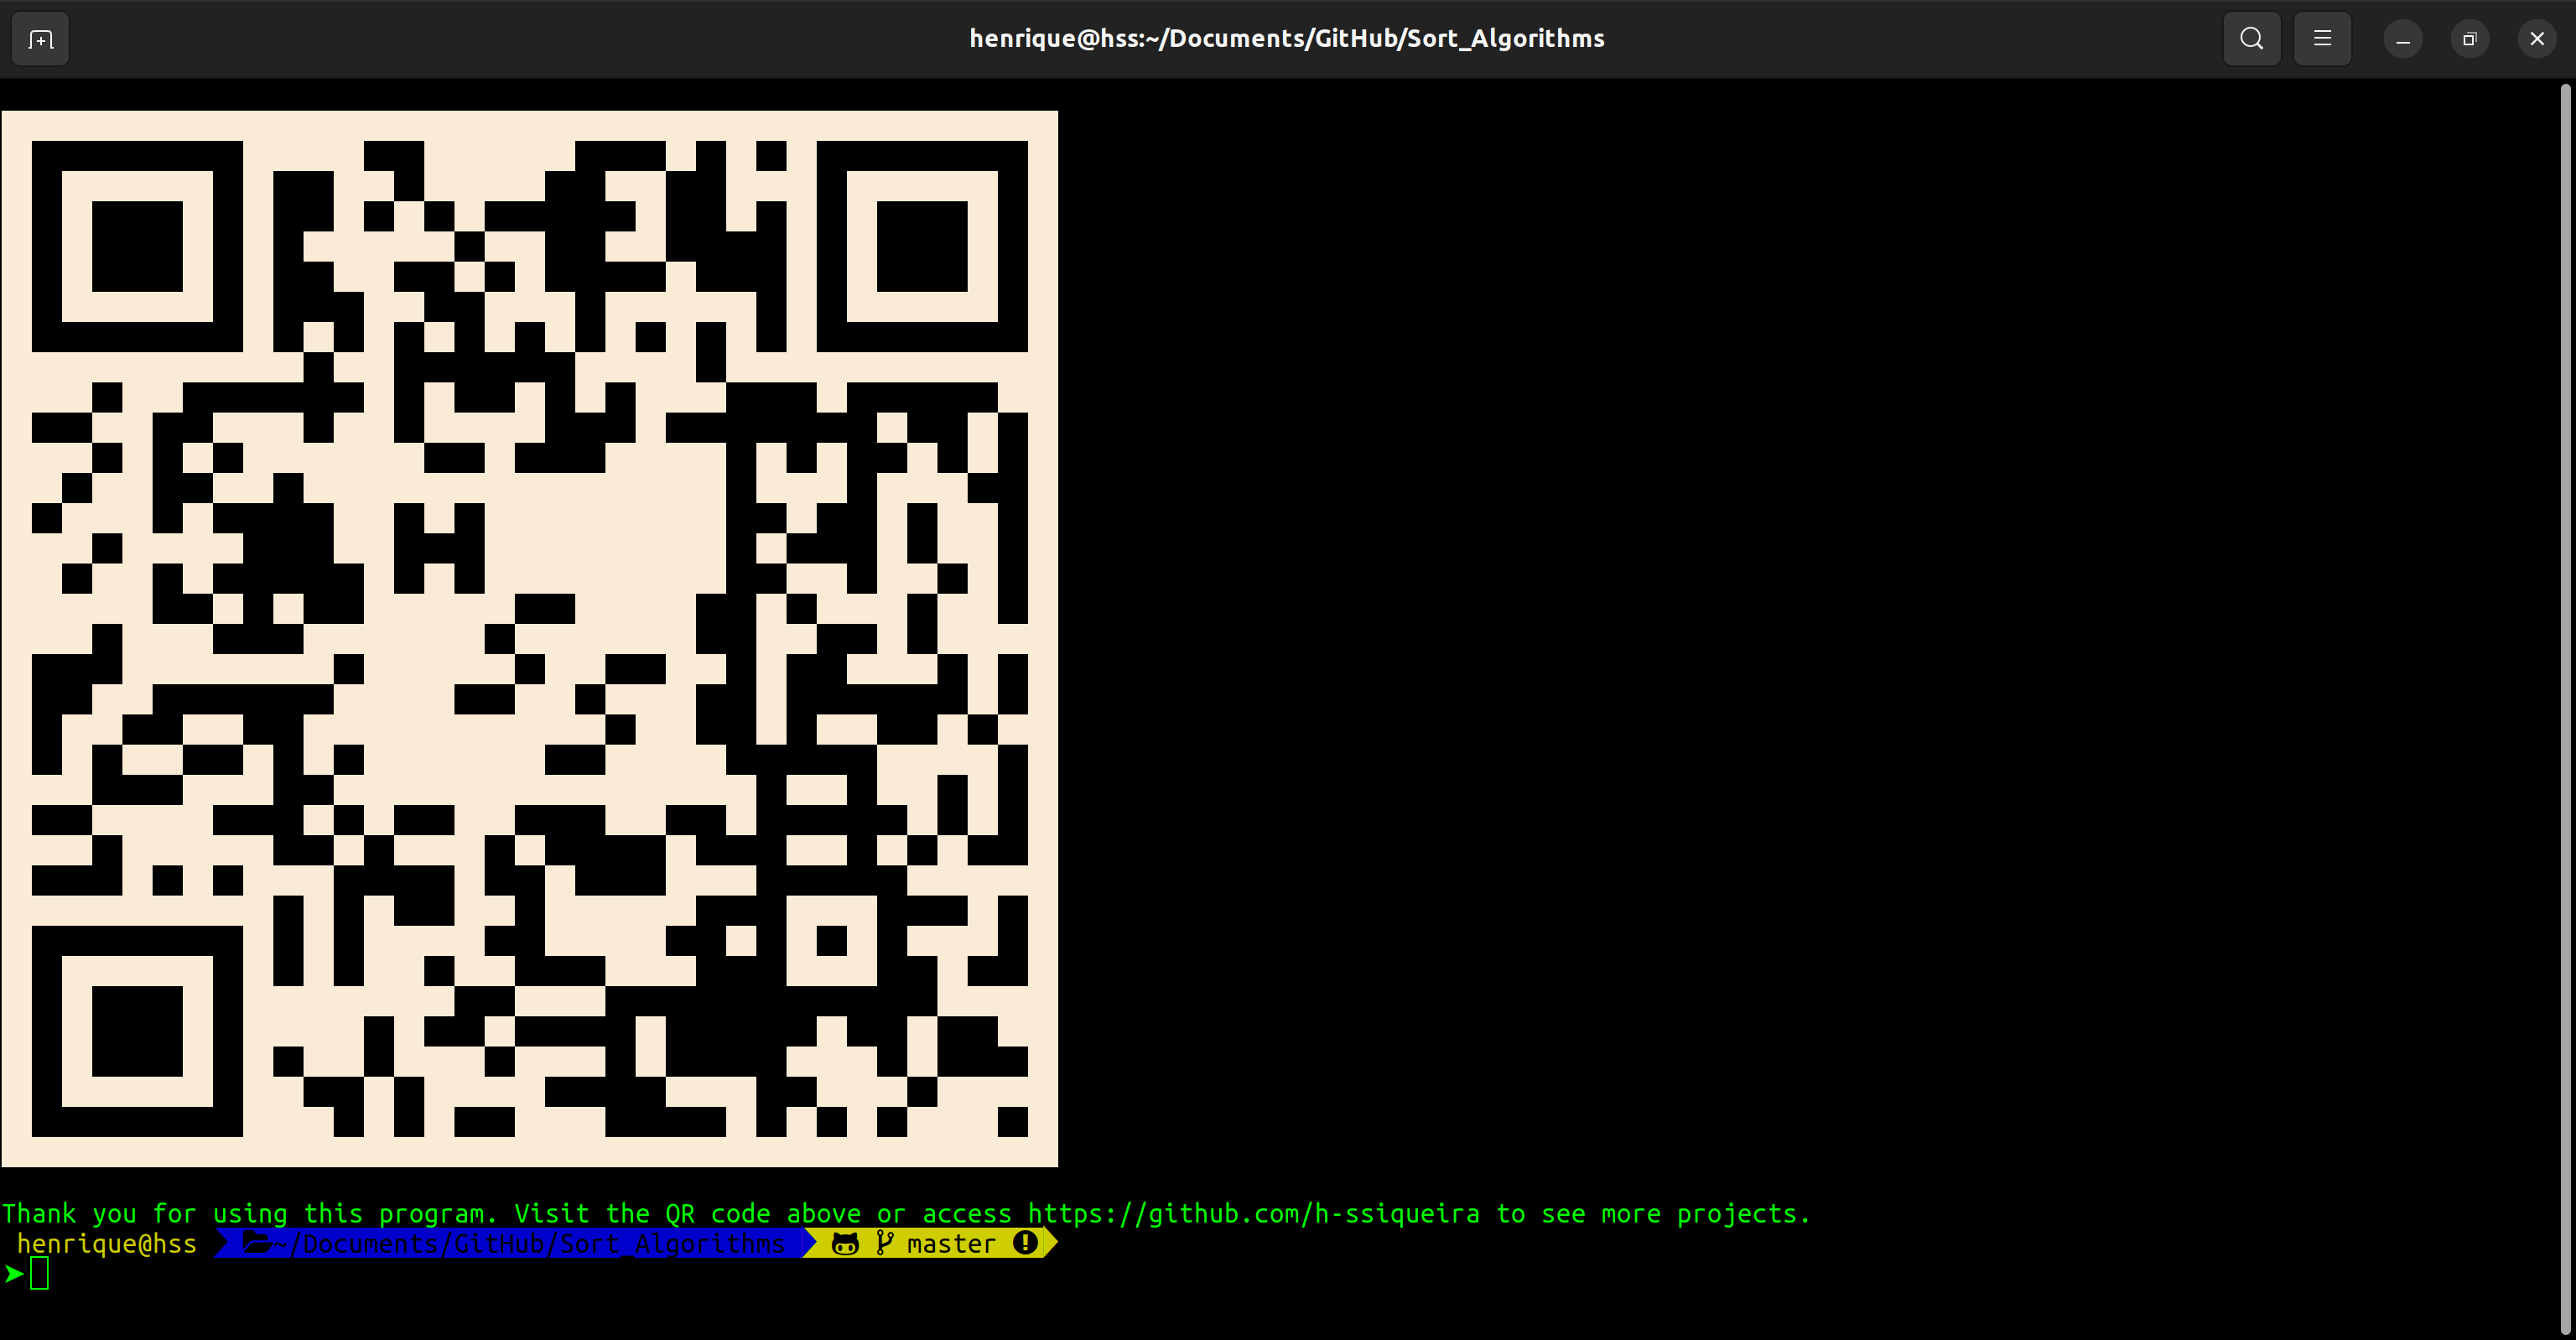 henrique@hss:~/Documents/GitHub/Sort_Algorithms
Thank you for using this program. Visit the QR code above or access https://github.com/h-ssiqueira to see more projects.
henrique@hss ~/Documents/GitHub/Sort_Algorithms master